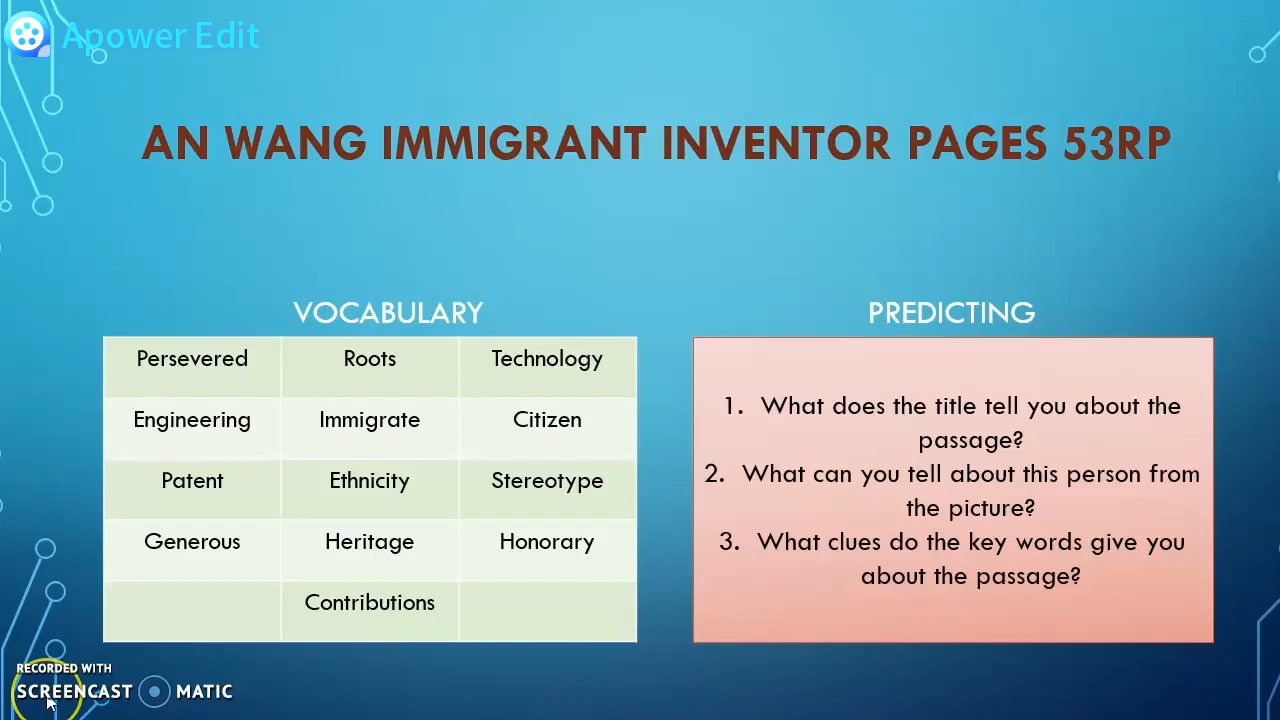 Apower Edit
AN WANG IMMIGRANT INVENTOR PAGES 53RP
VOCABULARY
Persevered Roots Technology
Engineering Immigrate Citizen
Patent Ethnicity Stereotype
Generous Heritage Honorary
Contributions
PREDICTING
1. What does the title tell you about the
passage?
2. What can you tell about this person from
the picture?
3. What clues do the key words give you
about the passage?
RECORDED WITH
SCREENCAST MATIC